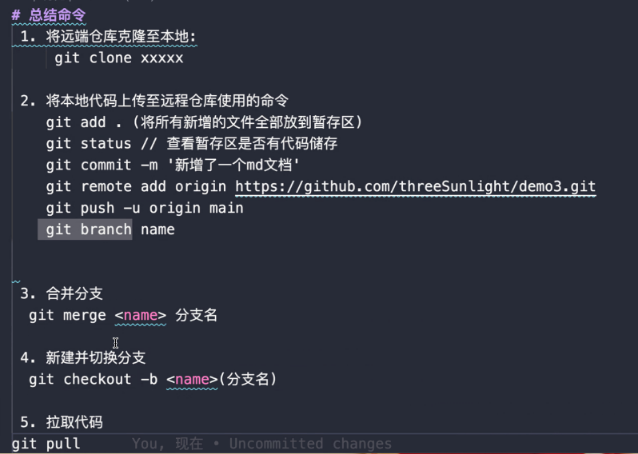 # 总结命令
1. 将远端仓库克隆至本地:
git clone xxxxx
2. 将本地代码上传至远程仓库使用的命令
git add . (将所有新增的文件全部放到暂存区)
git status // 查看暂存区是否有代码储存
git commit -m '新增了一个md文档'
git remote add origin https://github.com/threeSunlight/demo3.git
git push -u origin main
git branch name
3. 合并分支
git merge <name> 分支名
4. 新建并切换分支
git checkout -b <name>(分支名)
5. 拉取代码
git pull You, 现在 • Uncommitted changes